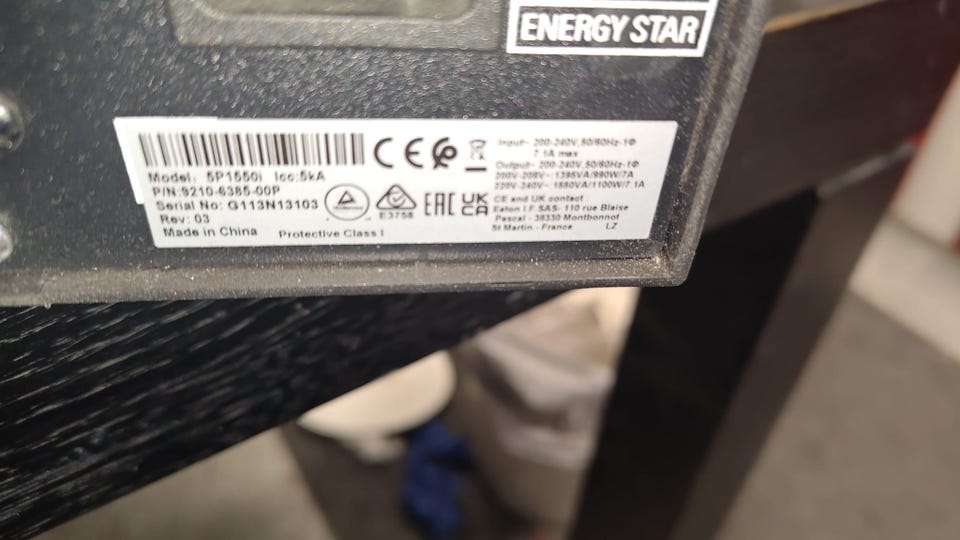 ENERGY STAR
Model: 5P1550i Icc:5kA
P/N:9210-6385-00P
Serial No: G113N13103
Rev: 03
Made in China Protective Class I
CE
E3758
EAC
UK
CA
Input~ 200-240V,50/60Hz-1Φ
7.1A max
Output~ 200-240V,50/60Hz-1Φ
200V-208V~:1395VA/990W/7A
220V-240V~:1550VA/1100W/7.1A
CE and UK contact
Eaton I.F. SAS- 110 rue Blaise
Pascal - 38330 Montbonnot
St Martin - France LZ